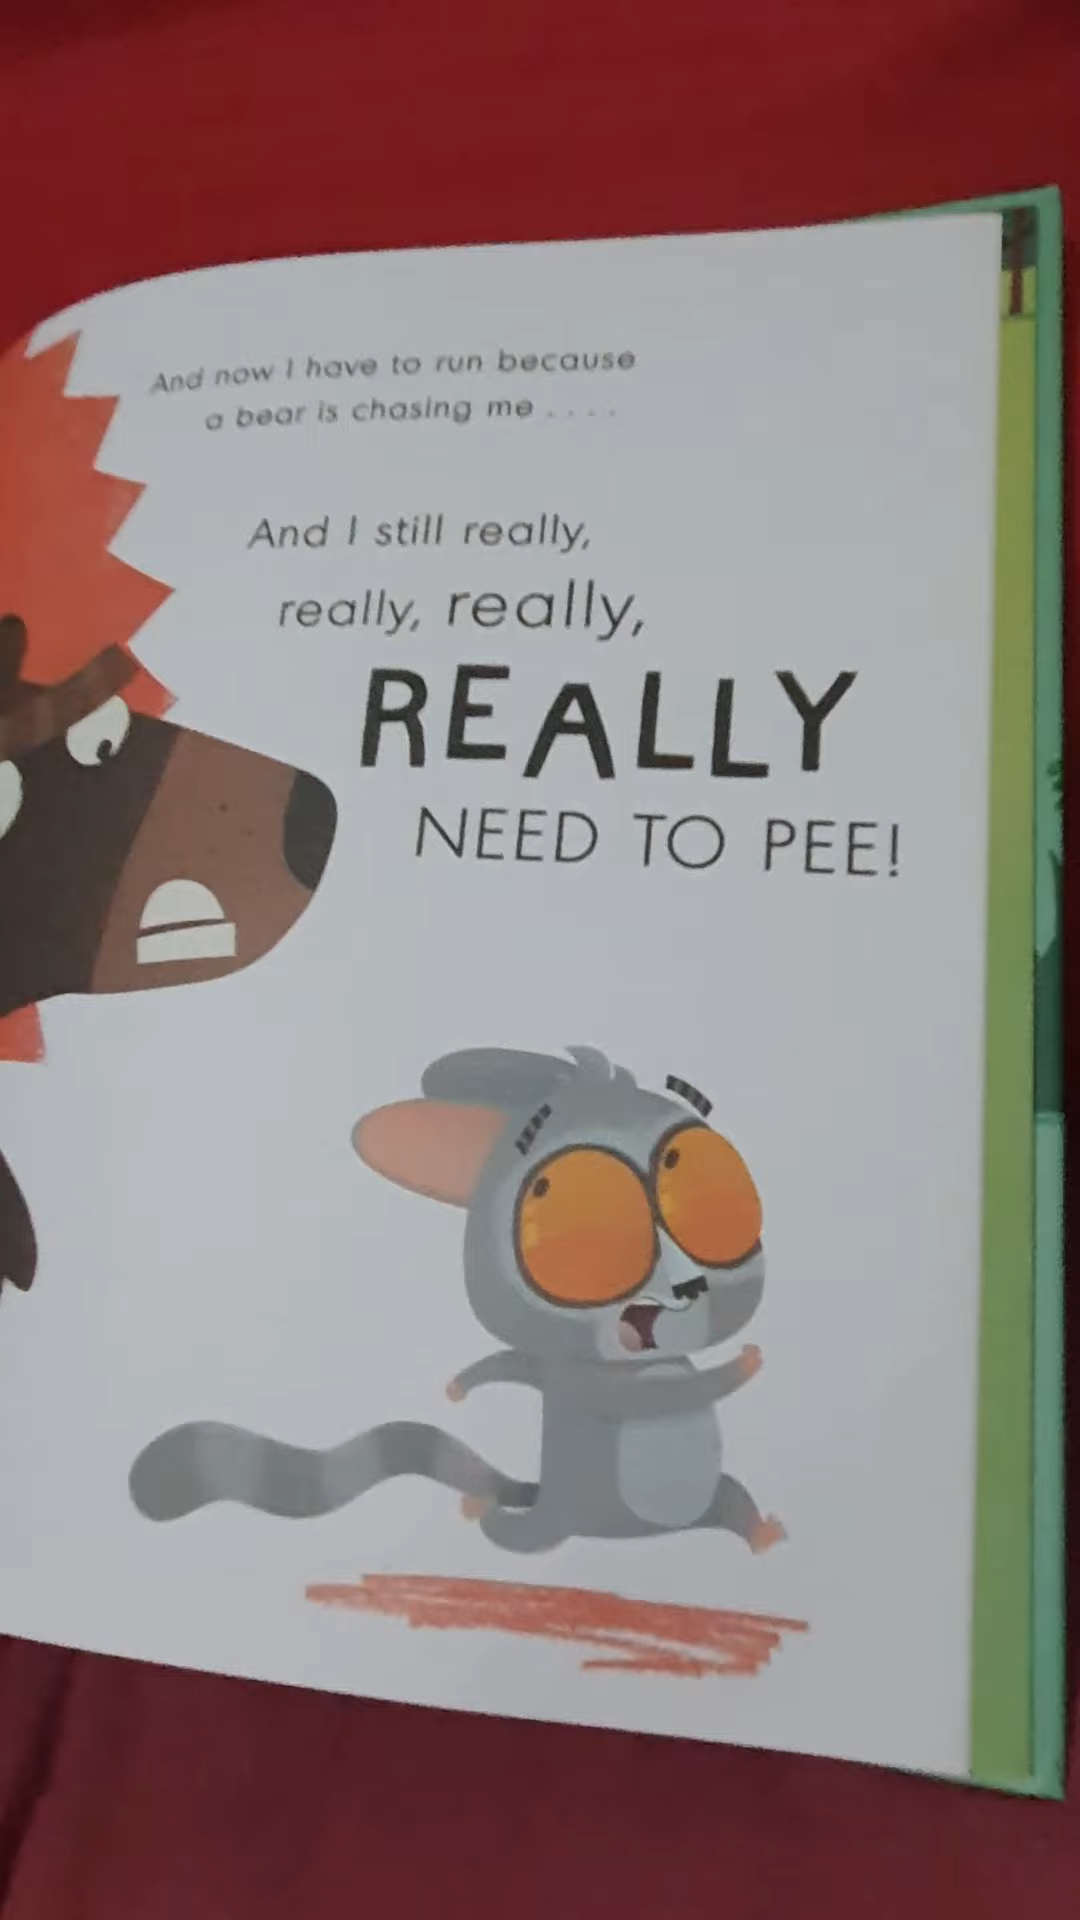 And now I have to run because
a bear is chasing me . . . .
And I still really,
really, really,
REALLY
NEED TO PEE!